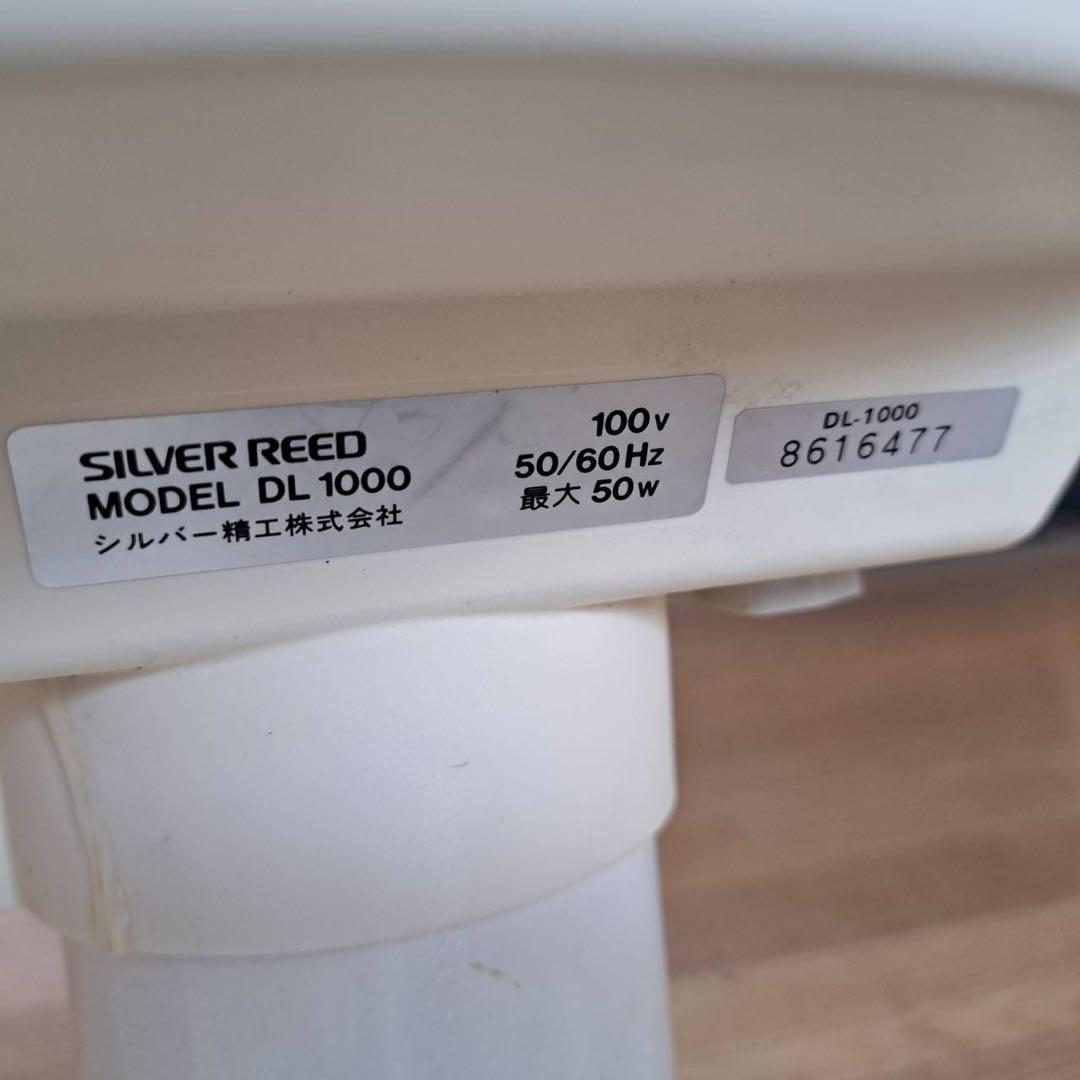 SILVER REED
MODEL DL 1000
シルバー精工株式会社
100v
50/60Hz
最大 50w
DL-1000
8616477